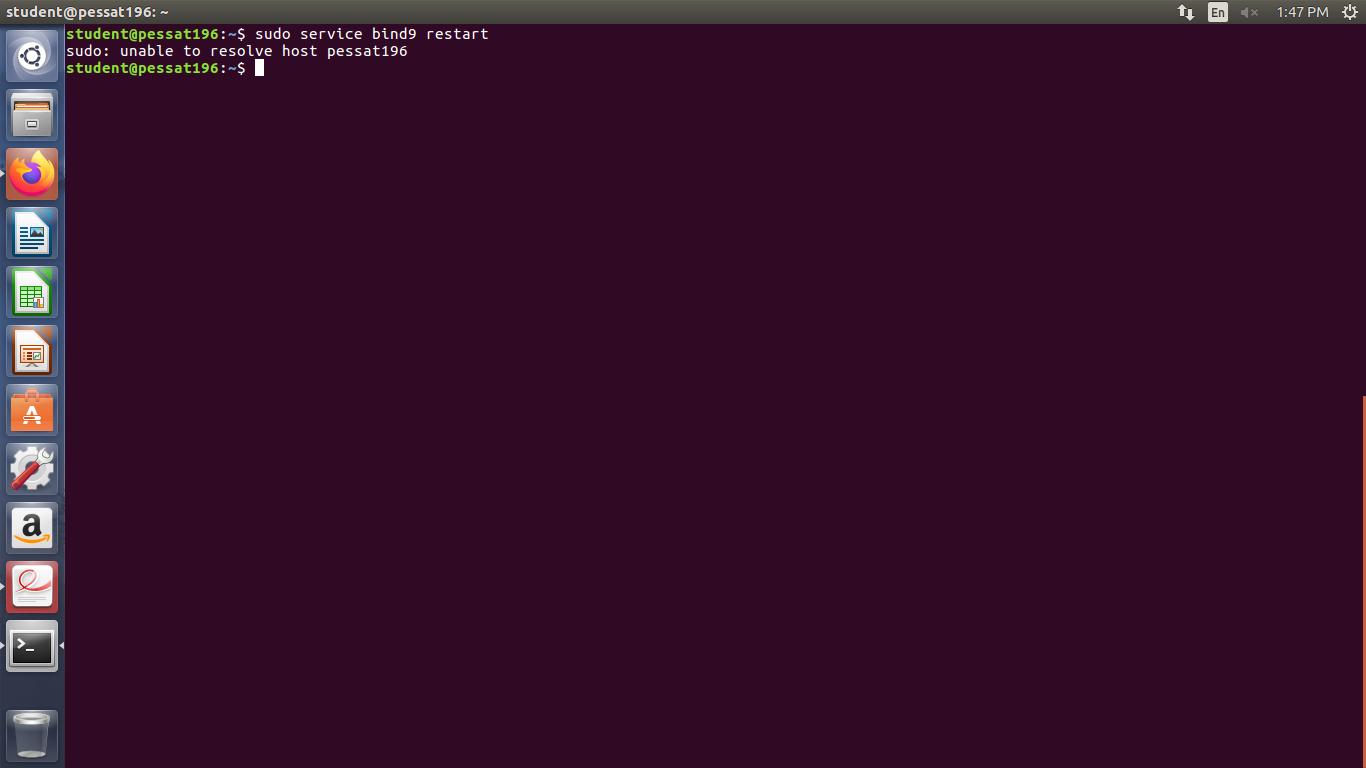 student@pessat196: ~
En
1:47 PM
student@pessat196:~$ sudo service bind9 restart
sudo: unable to resolve host pessat196
student@pessat196:~$